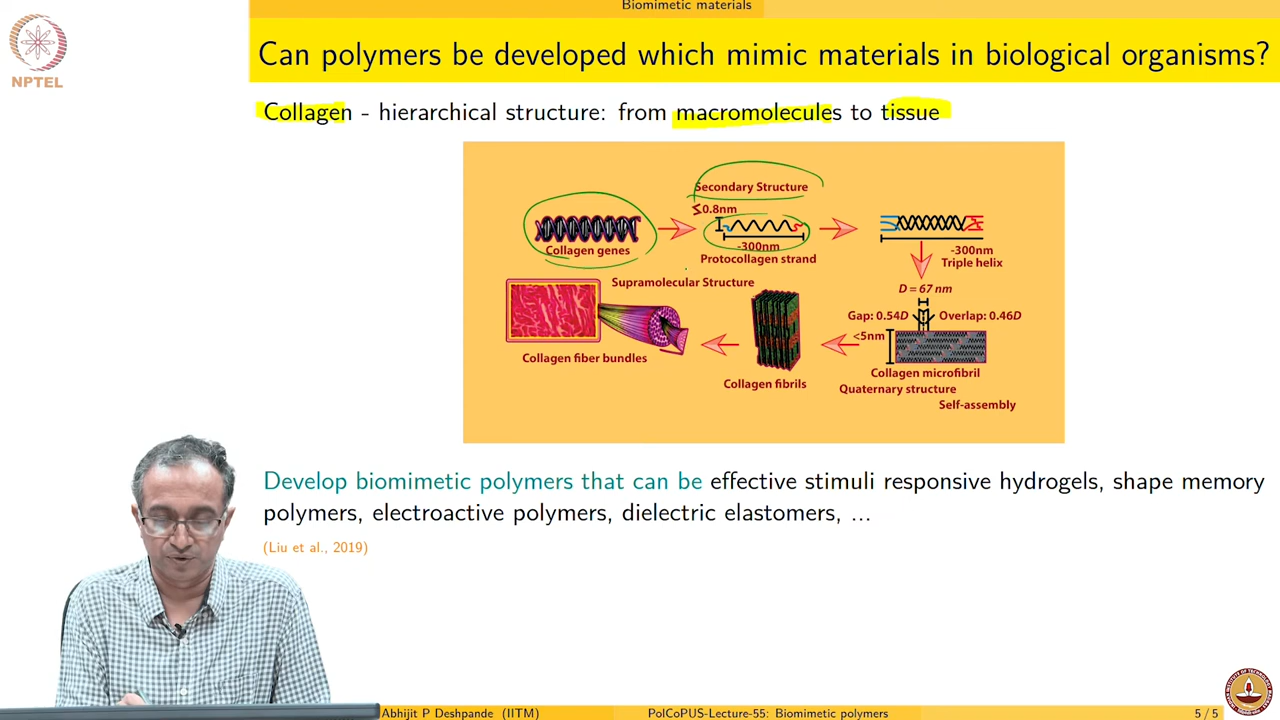 Biomimetic materials
NPTEL
Can polymers be developed which mimic materials in biological organisms?
Collagen - hierarchical structure: from macromolecules to tissue
Secondary Structure
≤0.8nm
Collagen genes
-300nm
Protocollagen strand
-300nm
Triple helix
Supramolecular Structure
D = 67 nm
Gap: 0.54D
Overlap: 0.46D
<5nm
Collagen fiber bundles
Collagen fibrils
Collagen microfibril
Quaternary structure
Self-assembly
Develop biomimetic polymers that can be effective stimuli responsive hydrogels, shape memory
polymers, electroactive polymers, dielectric elastomers, ...
(Liu et al., 2019)
Abhijit P Deshpande (IITM)
PolCoPUS-Lecture-55: Biomimetic polymers
5 / 5